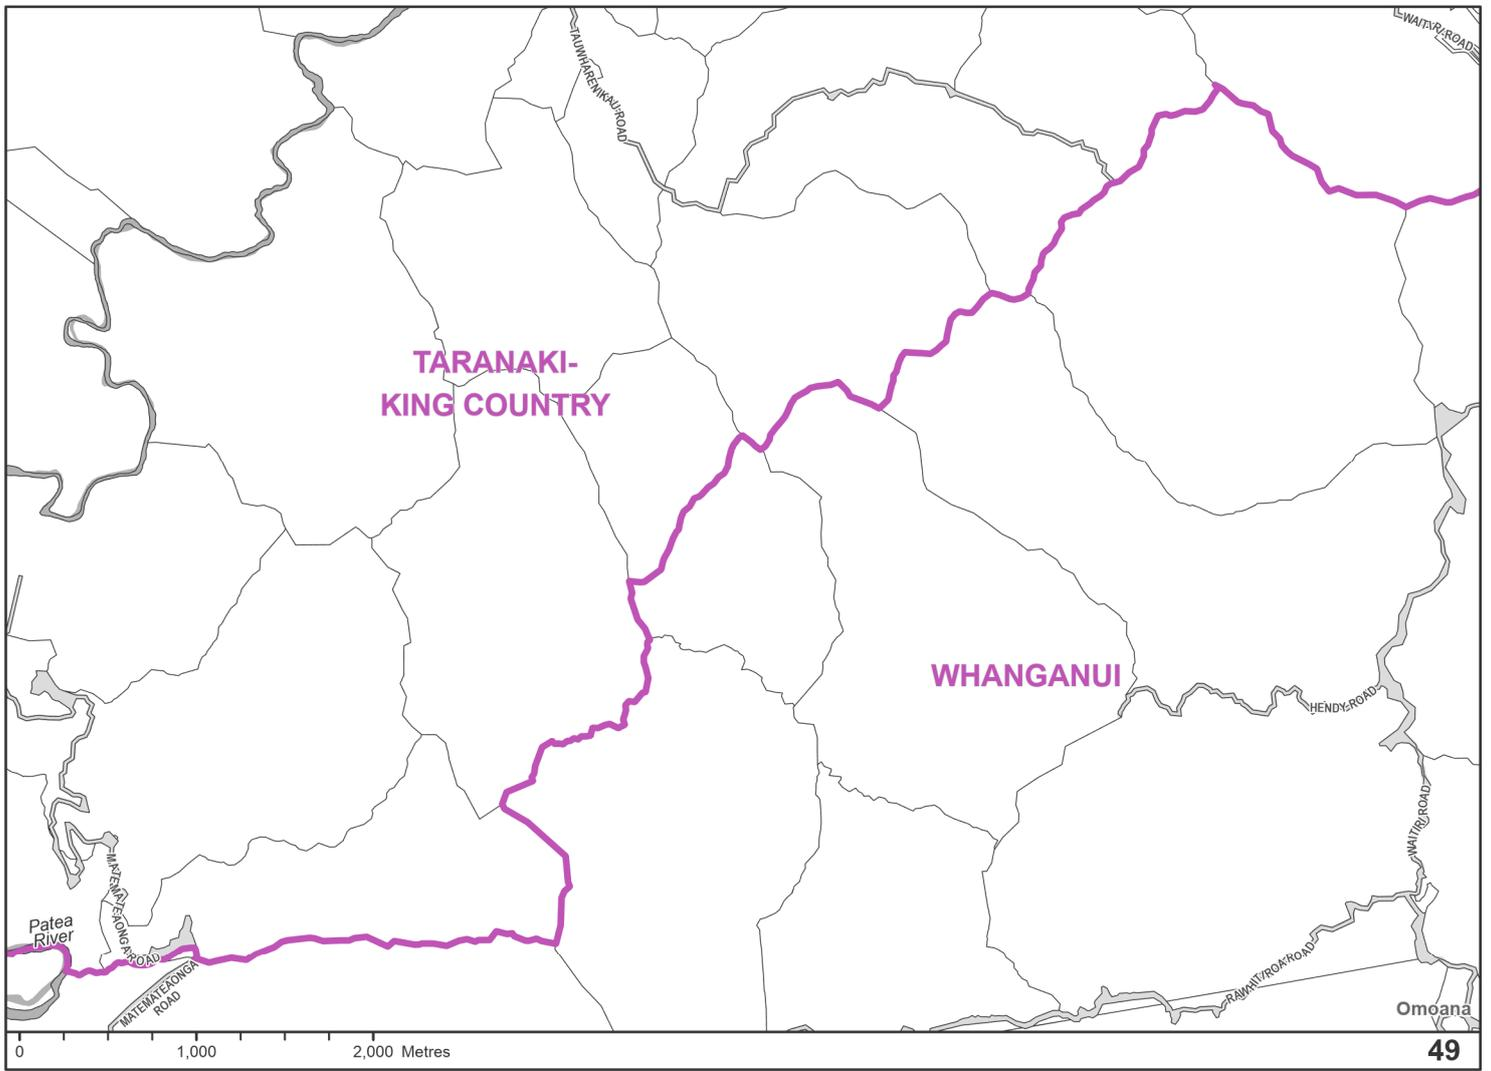 WAITIRI ROAD
TAUWHARENIKAU ROAD
TARANAKI-
KING COUNTRY
WHANGANUI
HENDY ROAD
WAITIRI ROAD
MATEMATEAONGA ROAD
Patea
River
MATEMATEAONGA
ROAD
RAWHITIROA ROAD
Omoana
0 1,000 2,000 Metres
49